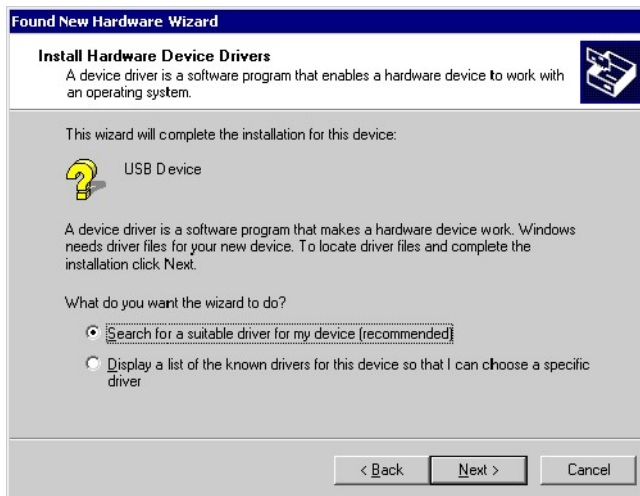 Found New Hardware Wizard
Install Hardware Device Drivers
A device driver is a software program that enables a hardware device to work with
an operating system.
This wizard will complete the installation for this device:
USB Device
A device driver is a software program that makes a hardware device work. Windows
needs driver files for your new device. To locate driver files and complete the
installation click Next.
What do you want the wizard to do?
Search for a suitable driver for my device (recommended)
Display a list of the known drivers for this device so that I can choose a specific
driver
< Back
Next >
Cancel